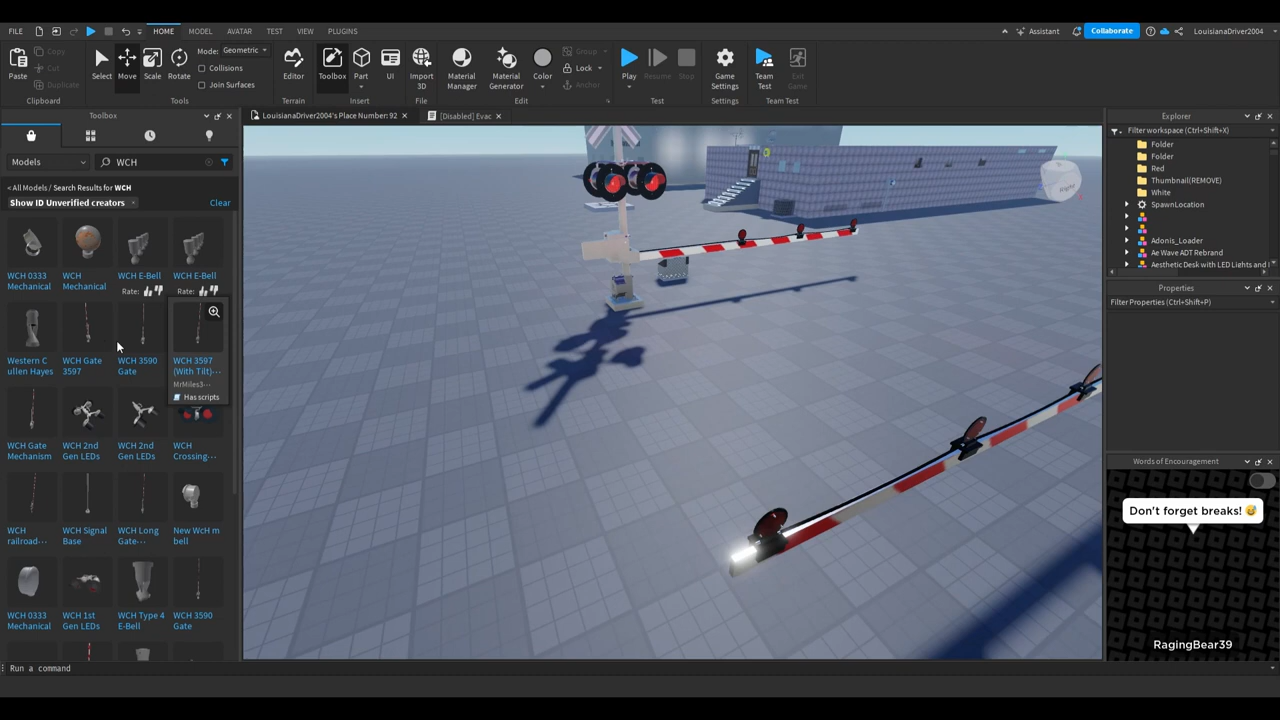 FILE
HOME
MODEL
AVATAR
TEST
VIEW
PLUGINS
Assistant
Collaborate
LouisianaDriver2004
Paste
Copy
Cut
Duplicate
Select
Move
Scale
Rotate
Mode: Geometric
Collisions
Join Surfaces
Editor
Toolbox
Part
UI
Import
3D
Material
Manager
Material
Generator
Color
Group
Lock
Anchor
Play
Resume
Stop
Game
Settings
Team
Test
Exit
Game
Clipboard
Tools
Terrain
Insert
File
Edit
Settings
Test
Team Test
Toolbox
LouisianaDriver2004's Place Number: 92
[Disabled] Evac
Models
WCH
< All Models / Search Results for WCH
Show ID Unverified creators
Clear
WCH 0333
Mechanical
WCH
Mechanical
WCH E-Bell
WCH E-Bell
Rate:
Rate:
Western C
ullen Hayes
WCH Gate
3597
WCH 3590
Gate
WCH 3597
(With Tilt)...
MrMiles3...
Has scripts
WCH Gate
Mechanism
WCH 2nd
Gen LEDs
WCH 2nd
Gen LEDs
WCH
Crossing...
WCH
railroad...
WCH Signal
Base
WCH Long
Gate...
New WcH m
bell
WCH 0333
Mechanical
WCH 1st
Gen LEDs
WCH Type 4
E-Bell
WCH 3590
Gate
Right
Explorer
Filter workspace (Ctrl+Shift+X)
Folder
Folder
Red
Thumbnail(REMOVE)
White
SpawnLocation
Adonis_Loader
Ae Wave ADT Rebrand
Aesthetic Desk with LED Lights and
Properties
Filter Properties (Ctrl+Shift+P)
Words of Encouragement
Don't forget breaks! 😅
RagingBear39
Run a command